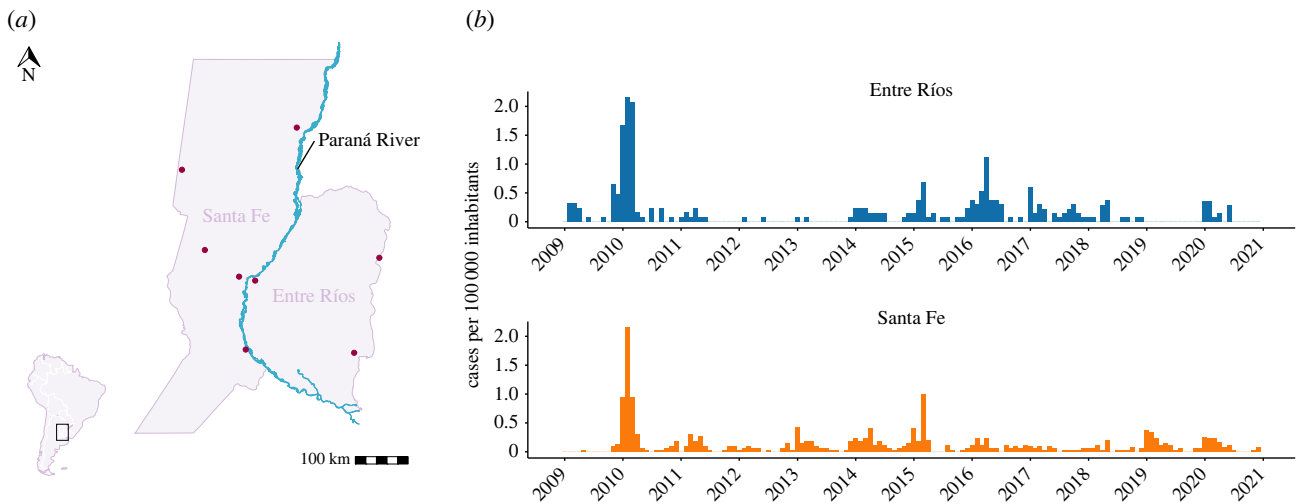 (a)
N
Paraná River
Santa Fe
Entre Ríos
100 km
(b)
cases per 100 000 inhabitants
Entre Ríos
2.0
1.5
1.0
0.5
0
2009 2010 2011 2012 2013 2014 2015 2016 2017 2018 2019 2020 2021
Santa Fe
2.0
1.5
1.0
0.5
0
2009 2010 2011 2012 2013 2014 2015 2016 2017 2018 2019 2020 2021